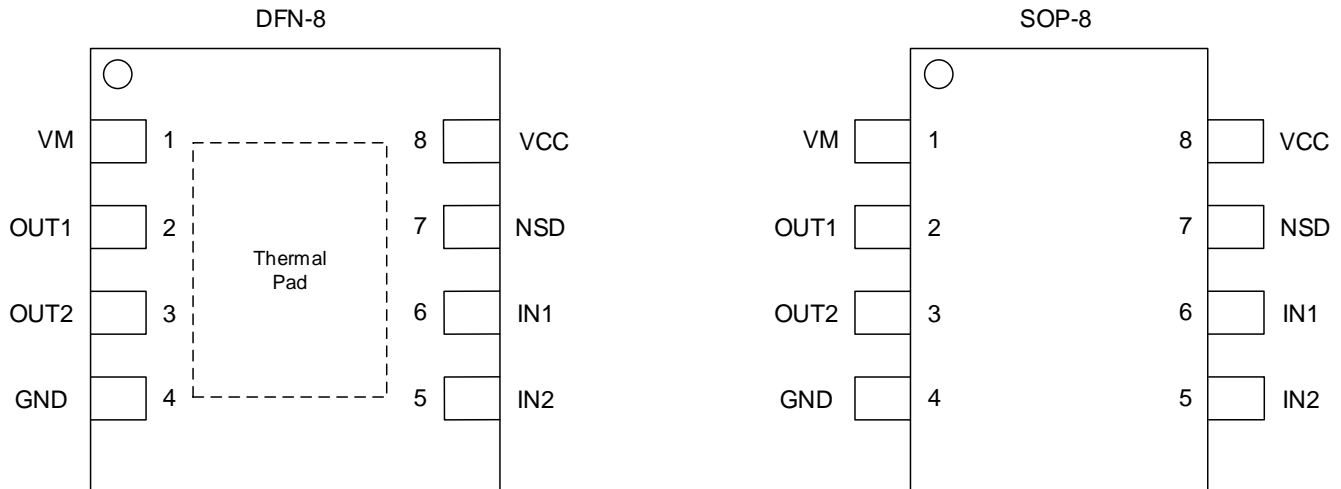 DFN-8
VM 1 8 VCC
OUT1 2 7 NSD
Thermal
Pad
OUT2 3 6 IN1
GND 4 5 IN2
SOP-8
VM 1 8 VCC
OUT1 2 7 NSD
OUT2 3 6 IN1
GND 4 5 IN2